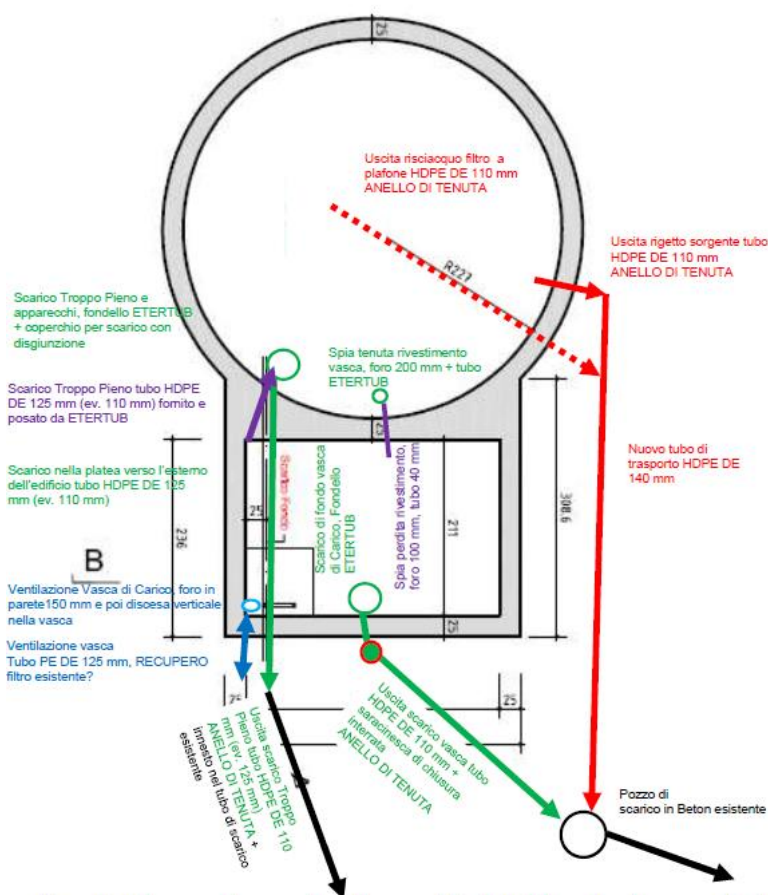 25
Uscita risciacquo filtro a
plafone HDPE DE 110 mm
ANELLO DI TENUTA
R227
Uscita rigetto sorgente tubo
HDPE DE 110 mm
ANELLO DI TENUTA
Scarico Troppo Pieno e
apparecchi, fondello ETERTUB
+ coperchio per scarico con
disgiunzione
Spia tenuta rivestimento
vasca, foro 200 mm + tubo
ETERTUB
Scarico Troppo Pieno tubo HDPE
DE 125 mm (ev. 110 mm) fornito e
posato da ETERTUB
25
Nuovo tubo di
trasporto HDPE DE
140 mm
Scarico nella platea verso l'esterno
dell'edificio tubo HDPE DE 125
mm (ev. 110 mm)
Scarico Fondo
25
Scarico di fondo vasca
di Carico, Fondello
ETERTUB
Spia perdita rivestimento,
foro 100 mm, tubo 40 mm
211
308.6
236
B
Ventilazione Vasca di Carico, foro in
parete150 mm e poi discesa verticale
nella vasca
25
Ventilazione vasca
Tubo PE DE 125 mm, RECUPERO
filtro esistente?
25
25
Uscita scarico Troppo
Pieno tubo HDPE DE 110
mm (ev. 125 mm)
ANELLO DI TENUTA +
innesto nel tubo di scarico
esistente
Uscita scarico vasca tubo
HDPE DE 110 mm +
saracinesca di chiusura
interrata
ANELLO DI TENUTA
Pozzo di
scarico in Beton esistente